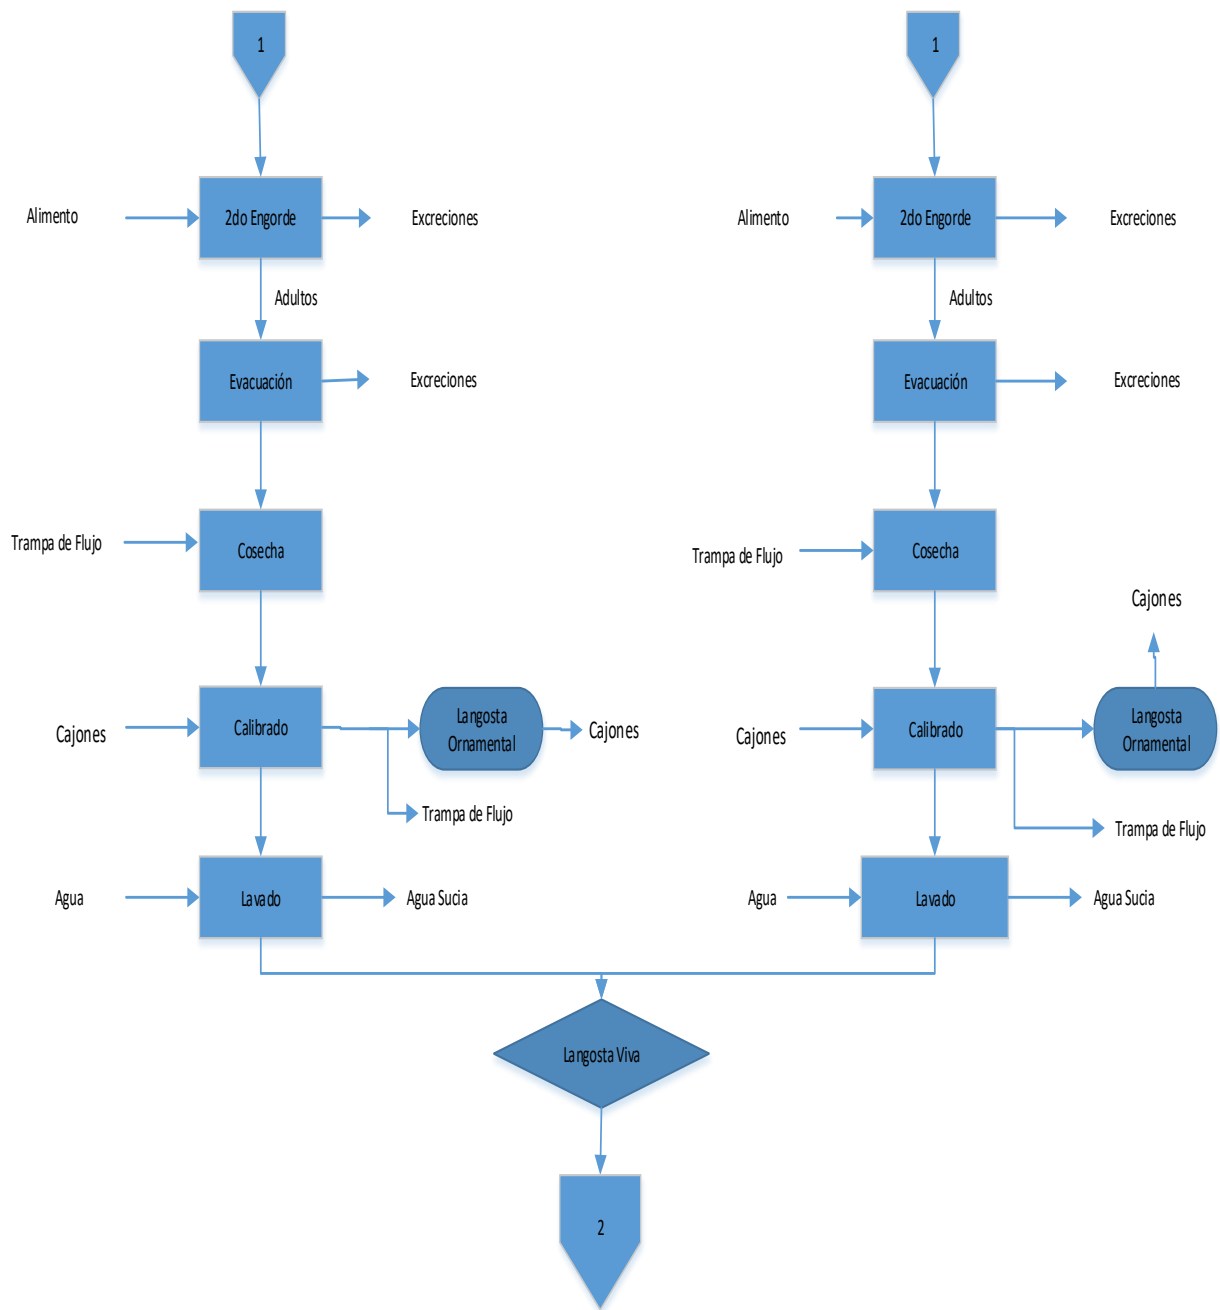 1
1
Alimento
2do Engorde
Excreciones
Alimento
2do Engorde
Excreciones
Adultos
Adultos
Evacuación
Excreciones
Evacuación
Excreciones
Trampa de Flujo
Cosecha
Trampa de Flujo
Cosecha
Cajones
Cajones
Calibrado
Langosta
Ornamental
Cajones
Cajones
Calibrado
Langosta
Ornamental
Trampa de Flujo
Trampa de Flujo
Agua
Lavado
Agua Sucia
Agua
Lavado
Agua Sucia
Langosta Viva
2